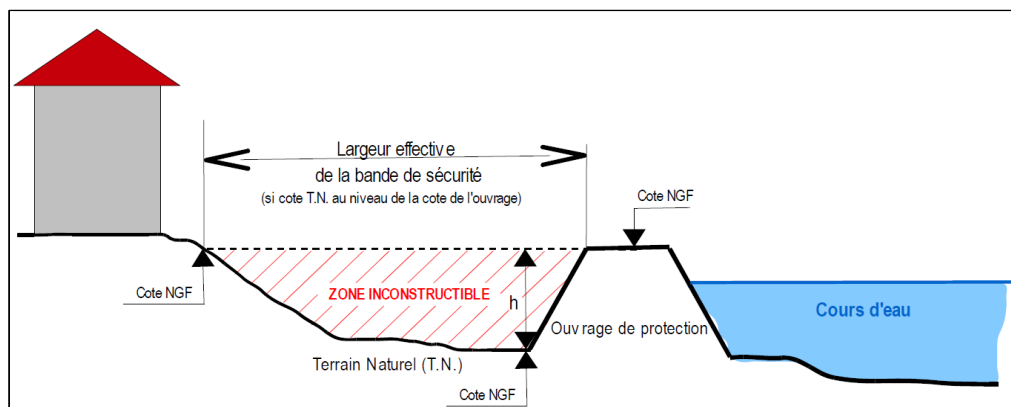 Largeur effective
de la bande de sécurité
(si cote T.N. au niveau de la cote de l'ouvrage)
Cote NGF
Cote NGF
ZONE INCONSTRUCTIBLE
h
Cours d'eau
Ouvrage de protection
Terrain Naturel (T.N.)
Cote NGF